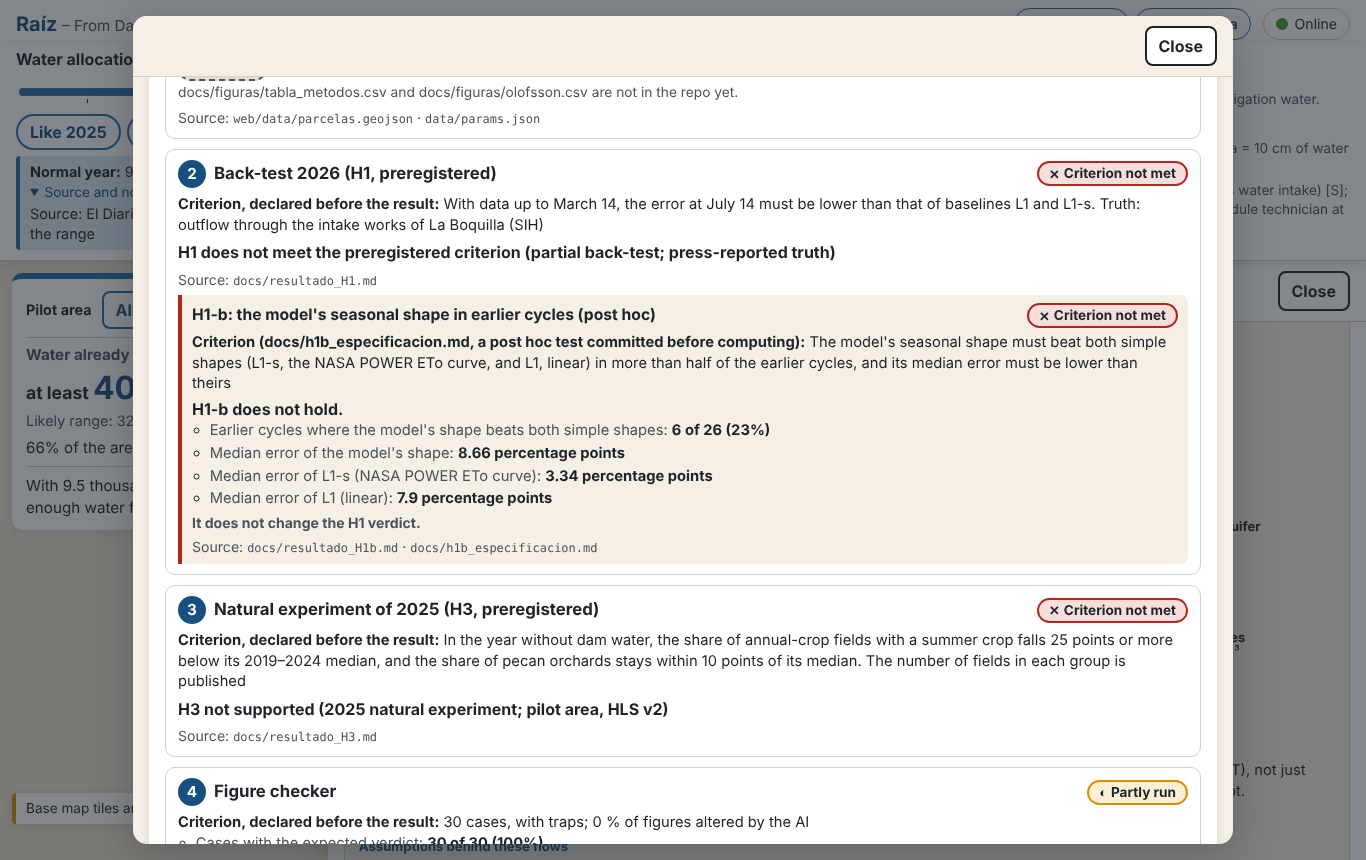 Raíz – From Da
Online
Water allocatio
Like 2025
Normal year: 9
▼ Source and no
Source: El Diari
the range
igation water.
a = 10 cm of water
s water intake) [S];
dule technician at
Close
docs/figuras/tabla_metodos.csv and docs/figuras/olofsson.csv are not in the repo yet.
Source: web/data/parcelas.geojson · data/params.json
2 Back-test 2026 (H1, preregistered)
× Criterion not met
Criterion, declared before the result: With data up to March 14, the error at July 14 must be lower than that of baselines L1 and L1-s. Truth:
outflow through the intake works of La Boquilla (SIH)
H1 does not meet the preregistered criterion (partial back-test; press-reported truth)
Source: docs/resultado_H1.md
H1-b: the model's seasonal shape in earlier cycles (post hoc)
× Criterion not met
Criterion (docs/h1b_especificacion.md, a post hoc test committed before computing): The model's seasonal shape must beat both simple
shapes (L1-s, the NASA POWER ETo curve, and L1, linear) in more than half of the earlier cycles, and its median error must be lower than
theirs
H1-b does not hold.
Earlier cycles where the model's shape beats both simple shapes: 6 of 26 (23%)
Median error of the model's shape: 8.66 percentage points
Median error of L1-s (NASA POWER ETo curve): 3.34 percentage points
Median error of L1 (linear): 7.9 percentage points
It does not change the H1 verdict.
Source: docs/resultado_H1b.md · docs/h1b_especificacion.md
3 Natural experiment of 2025 (H3, preregistered)
× Criterion not met
Criterion, declared before the result: In the year without dam water, the share of annual-crop fields with a summer crop falls 25 points or more
below its 2019–2024 median, and the share of pecan orchards stays within 10 points of its median. The number of fields in each group is
published
H3 not supported (2025 natural experiment; pilot area, HLS v2)
Source: docs/resultado_H3.md
4 Figure checker
Partly run
Criterion, declared before the result: 30 cases, with traps; 0 % of figures altered by the AI
Cases with the expected verdict: 30 of 30 (100%)
Pilot area
Al
Water already
at least 40
Likely range: 32
66% of the are
With 9.5 thousa
enough water f
Base map tiles ar
Close
uifer
es
T), not just
ot.
Assumptions behind these flows